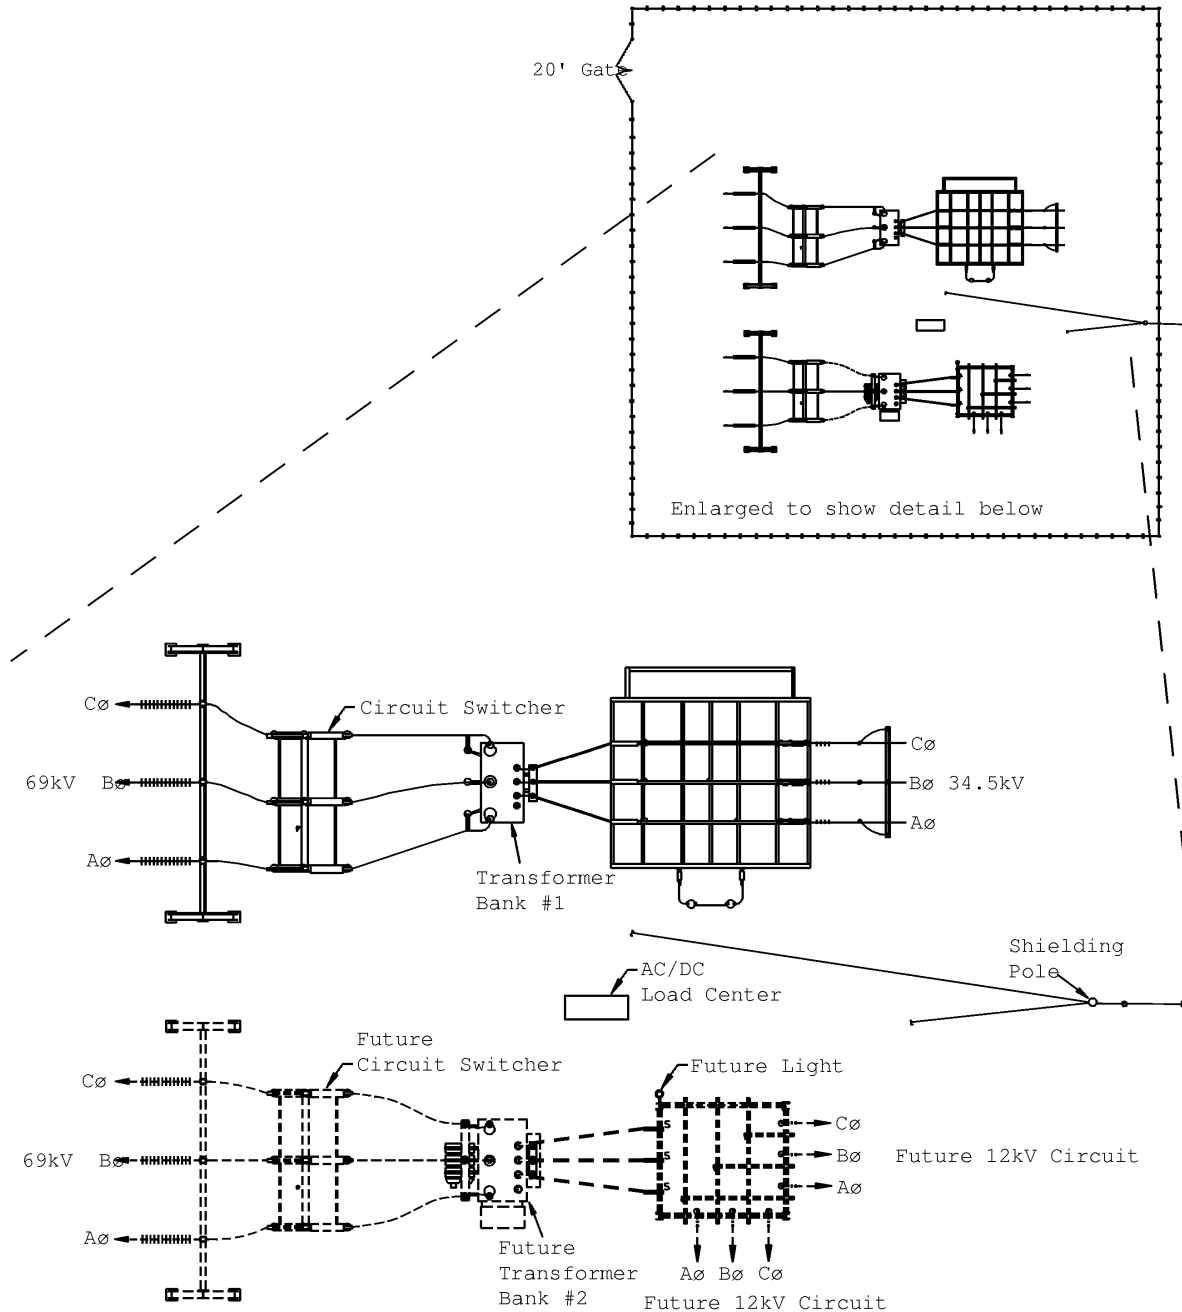 20' Gate
Enlarged to show detail below
Cø
Circuit Switcher
Cø
69kV Bø
Bø 34.5kV
Aø
Aø
Transformer
Bank #1
Shielding
Pole
AC/DC
Load Center
Future
Circuit Switcher
Future Light
Cø
Cø
69kV Bø
Bø Future 12kV Circuit
Aø
Aø
Future
Transformer
Bank #2
Aø Bø Cø
Future 12kV Circuit